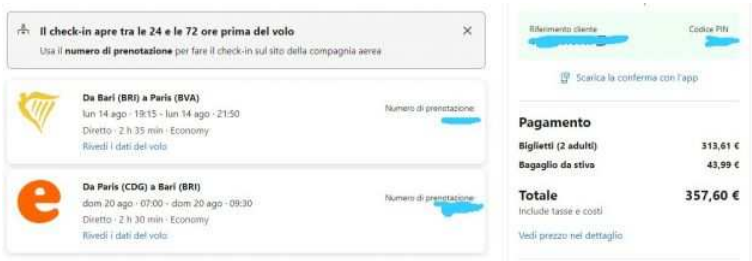 Il check-in apre tra le 24 e le 72 ore prima del volo
Usa il numero di prenotazione per fare il check-in sul sito della compagnia aerea
Da Bari (BRI) a Paris (BVA)
lun 14 ago · 19:15 - lun 14 ago · 21:50
Diretto · 2 h 35 min · Economy
Rivedi i dati del volo
Numero di prenotazione
Da Paris (CDG) a Bari (BRI)
dom 20 ago · 07:00 - dom 20 ago · 09:30
Diretto · 2 h 30 min · Economy
Rivedi i dati del volo
Numero di prenotazione
Riferimento cliente
Codice PIN
Scarica la conferma con l'app
Pagamento
Biglietti (2 adulti) 313,61 €
Bagaglio da stiva 43,99 €
Totale 357,60 €
Include tasse e costi
Vedi prezzo nel dettaglio